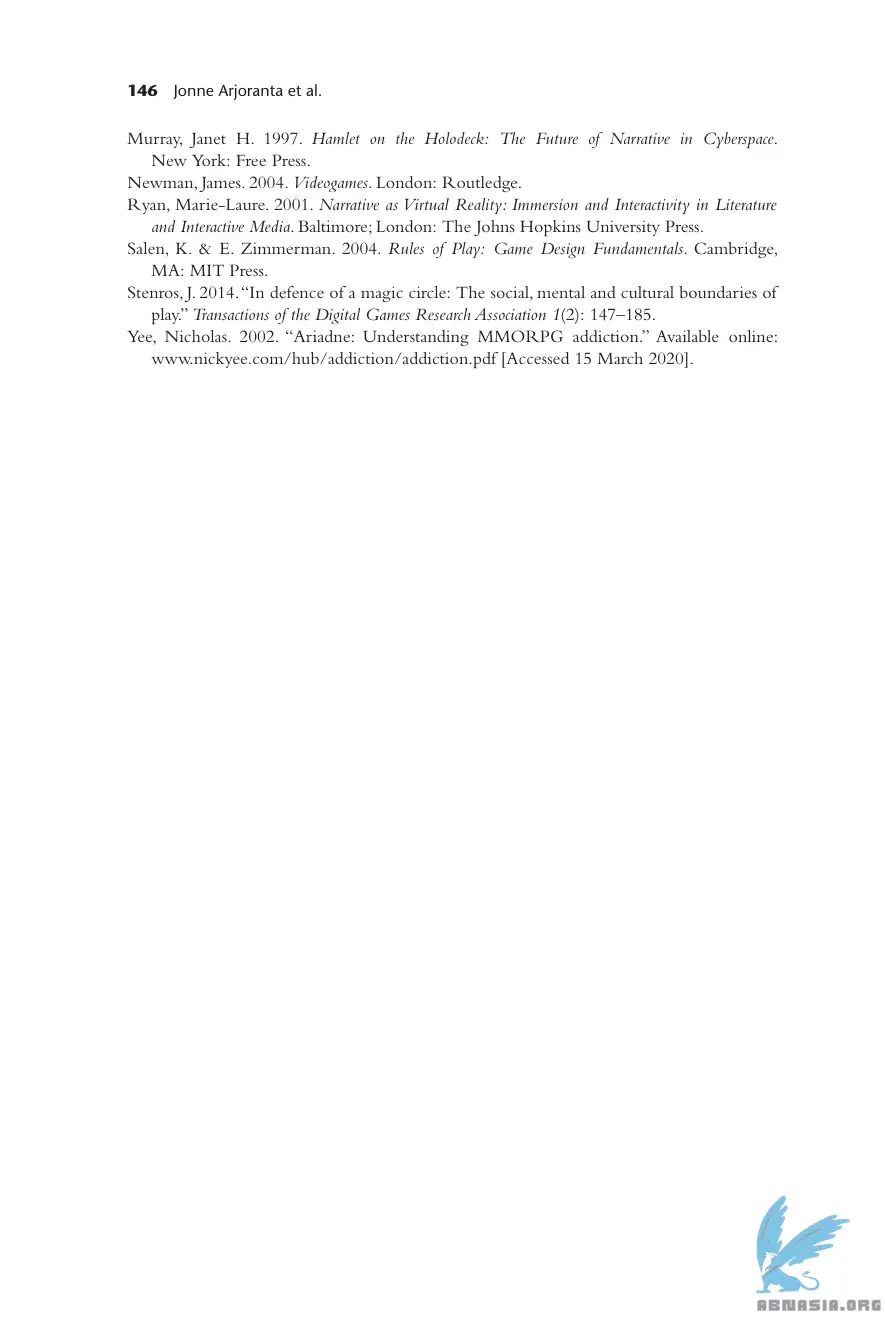 146 Jonne Arjoranta et al.
Murray, Janet H. 1997. Hamlet on the Holodeck: The Future of Narrative in Cyberspace.
New York: Free Press.
Newman, James. 2004. Videogames. London: Routledge.
Ryan, Marie-Laure. 2001. Narrative as Virtual Reality: Immersion and Interactivity in Literature
and Interactive Media. Baltimore; London: The Johns Hopkins University Press.
Salen, K. & E. Zimmerman. 2004. Rules of Play: Game Design Fundamentals. Cambridge,
MA: MIT Press.
Stenros, J. 2014. “In defence of a magic circle: The social, mental and cultural boundaries of
play.” Transactions of the Digital Games Research Association 1(2): 147–185.
Yee, Nicholas. 2002. “Ariadne: Understanding MMORPG addiction.” Available online:
www.nickyee.com/hub/addiction/addiction.pdf [Accessed 15 March 2020].
ABNASIA.ORG